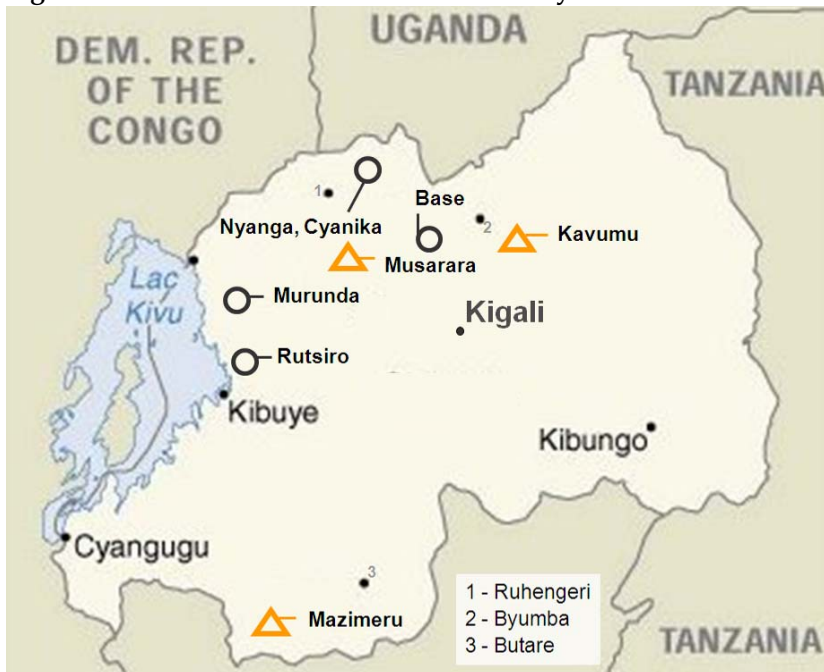 DEM. REP.
OF THE
CONGO
UGANDA
TANZANIA
1
Nyanga, Cyanika
Base
2
Kavumu
Musarara
Lac
Kivu
Murunda
Kigali
Rutsiro
Kibuye
Kibungo
Cyangugu
3
Mazimeru
1 - Ruhengeri
2 - Byumba
3 - Butare
TANZANIA